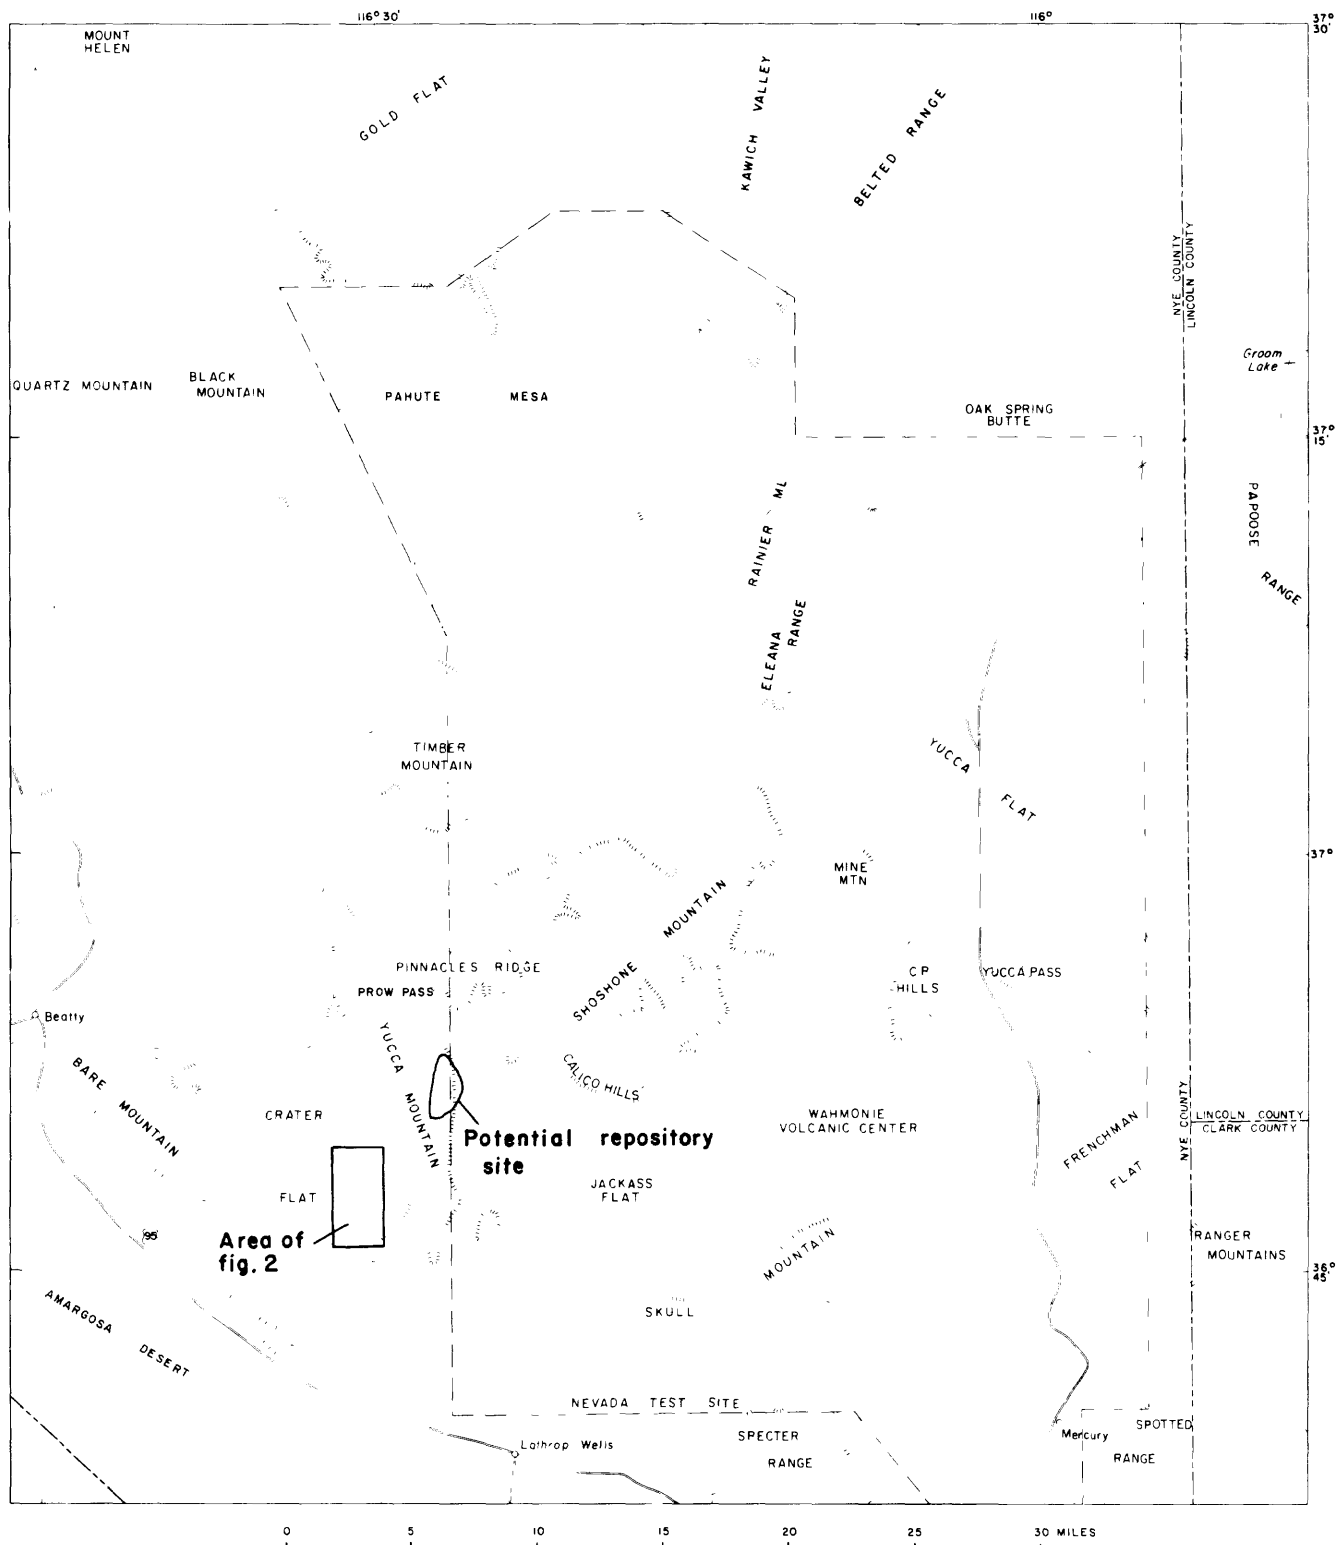 116°30'
116°
37°
30'
MOUNT
HELEN
GOLD FLAT
KAWICH VALLEY
BELTED RANGE
NYE COUNTY
LINCOLN COUNTY
Groom
Lake
QUARTZ MOUNTAIN
BLACK
MOUNTAIN
PAHUTE MESA
OAK SPRING
BUTTE
37°
15'
RAINIER
PAPOOSE
RANGE
ELEANA
RANGE
TIMBER
MOUNTAIN
YUCCA
FLAT
37°
MINE
MTN
SHOSHONE MOUNTAIN
PINNACLES RIDGE
PROW PASS
CP
HILLS
YUCCA PASS
Beatty
BARE MOUNTAIN
YUCCA MOUNTAIN
CALICO HILLS
CRATER
FLAT
WAHMONIE
VOLCANIC CENTER
NYE COUNTY
LINCOLN COUNTY
CLARK COUNTY
FRENCHMAN
FLAT
Potential repository
site
JACKASS
FLAT
95
Area of
fig. 2
RANGER
MOUNTAINS
MOUNTAIN
36°
45'
AMARGOSA
DESERT
SKULL
NEVADA TEST SITE
SPECTER
RANGE
Mercury
SPOTTED
RANGE
Lathrop Wells
0 5 10 15 20 25 30 MILES